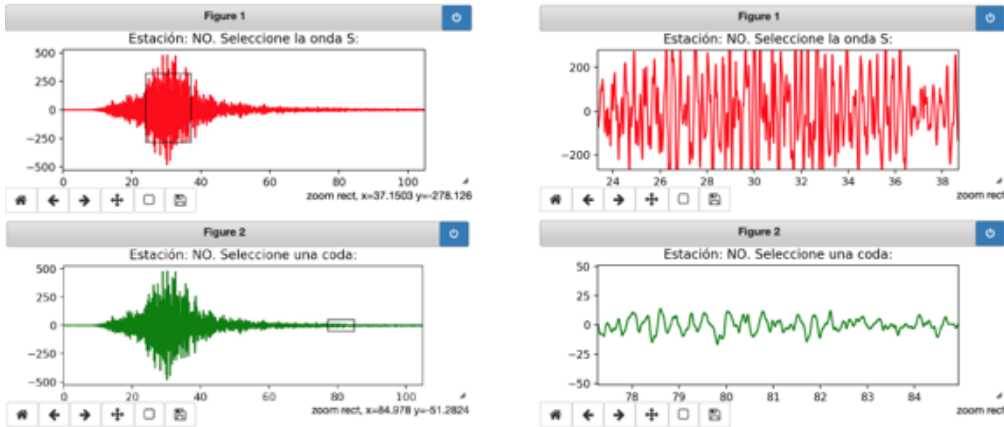 Figure 1
Estación: NO. Seleccione la onda S:
500
250
0
−250
−500
0 20 40 60 80 100
zoom rect, x=37.1503 y=-278.126
Figure 1
Estación: NO. Seleccione la onda S:
200
0
−200
24 26 28 30 32 34 36 38
zoom rect
Figure 2
Estación: NO. Seleccione una coda:
500
250
0
−250
−500
0 20 40 60 80 100
zoom rect, x=84.978 y=-51.2824
Figure 2
Estación: NO. Seleccione una coda:
50
25
0
−25
−50
78 79 80 81 82 83 84
zoom rect